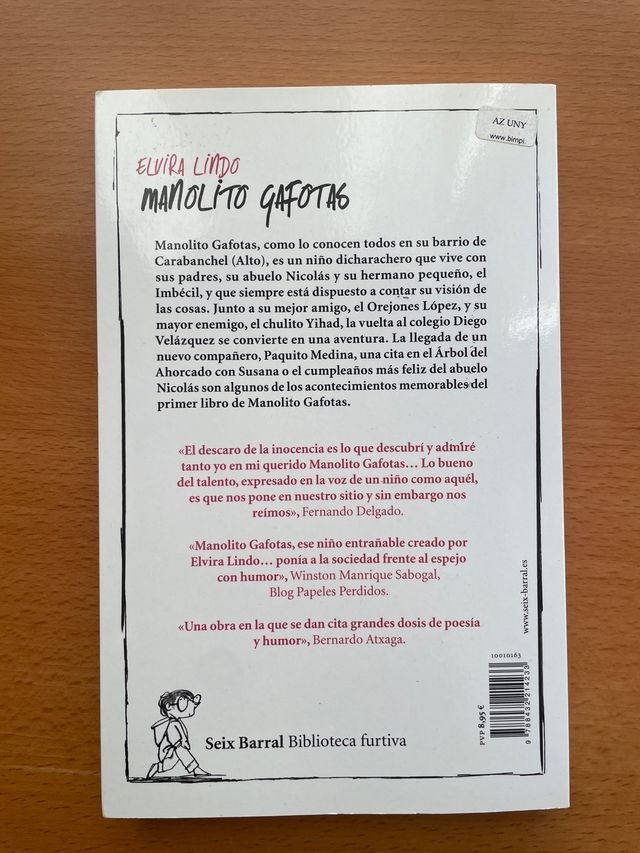 AZ UNY
www.bimpi.
ELVIRA LINDO
MANOLITO GAFOTAS
Manolito Gafotas, como lo conocen todos en su barrio de
Carabanchel (Alto), es un niño dicharachero que vive con
sus padres, su abuelo Nicolás y su hermano pequeño, el
Imbécil, y que siempre está dispuesto a contar su visión de
las cosas. Junto a su mejor amigo, el Orejones López, y su
mayor enemigo, el chulito Yihad, la vuelta al colegio Diego
Velázquez se convierte en una aventura. La llegada de un
nuevo compañero, Paquito Medina, una cita en el Árbol del
Ahorcado con Susana o el cumpleaños más feliz del abuelo
Nicolás son algunos de los acontecimientos memorables del
primer libro de Manolito Gafotas.
«El descaro de la inocencia es lo que descubrí y admiré
tanto yo en mi querido Manolito Gafotas… Lo bueno
del talento, expresado en la voz de un niño como aquél,
es que nos pone en nuestro sitio y sin embargo nos
reímos», Fernando Delgado.
«Manolito Gafotas, ese niño entrañable creado por
Elvira Lindo… ponía a la sociedad frente al espejo
con humor», Winston Manrique Sabogal,
Blog Papeles Perdidos.
«Una obra en la que se dan cita grandes dosis de poesía
y humor», Bernardo Atxaga.
www.seix-barral.es
10010163
PVP 8,95 €
9 788432 214233
Seix Barral Biblioteca furtiva